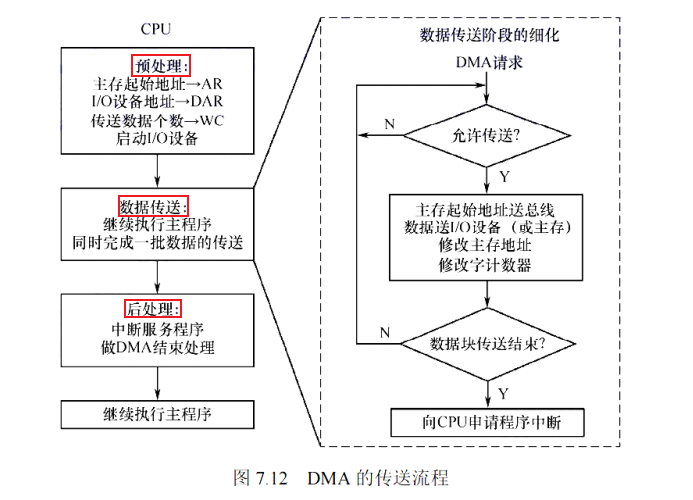 CPU
预处理:
主存起始地址→AR
I/O设备地址→DAR
传送数据个数→WC
启动I/O设备
数据传送:
继续执行主程序
同时完成一批数据的传送
后处理:
中断服务程序
做DMA结束处理
继续执行主程序
数据传送阶段的细化
DMA请求
N
允许传送?
Y
主存起始地址送总线
数据送I/O设备（或主存）
修改主存地址
修改字计数器
N
数据块传送结束?
Y
向CPU申请程序中断
图 7.12 DMA 的传送流程